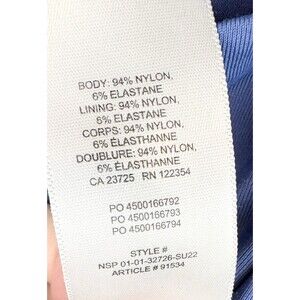 BODY: 94% NYLON,
6% ELASTANE
LINING: 94% NYLON,
6% ELASTANE
CORPS: 94% NYLON,
6% ÉLASTHANNE
DOUBLURE: 94% NYLON,
6% ÉLASTHANNE
CA 23725 RN 122354
PO 4500166792
PO 4500166793
PO 4500166794
STYLE #
NSP 01-01-32726-SU22
ARTICLE # 91534